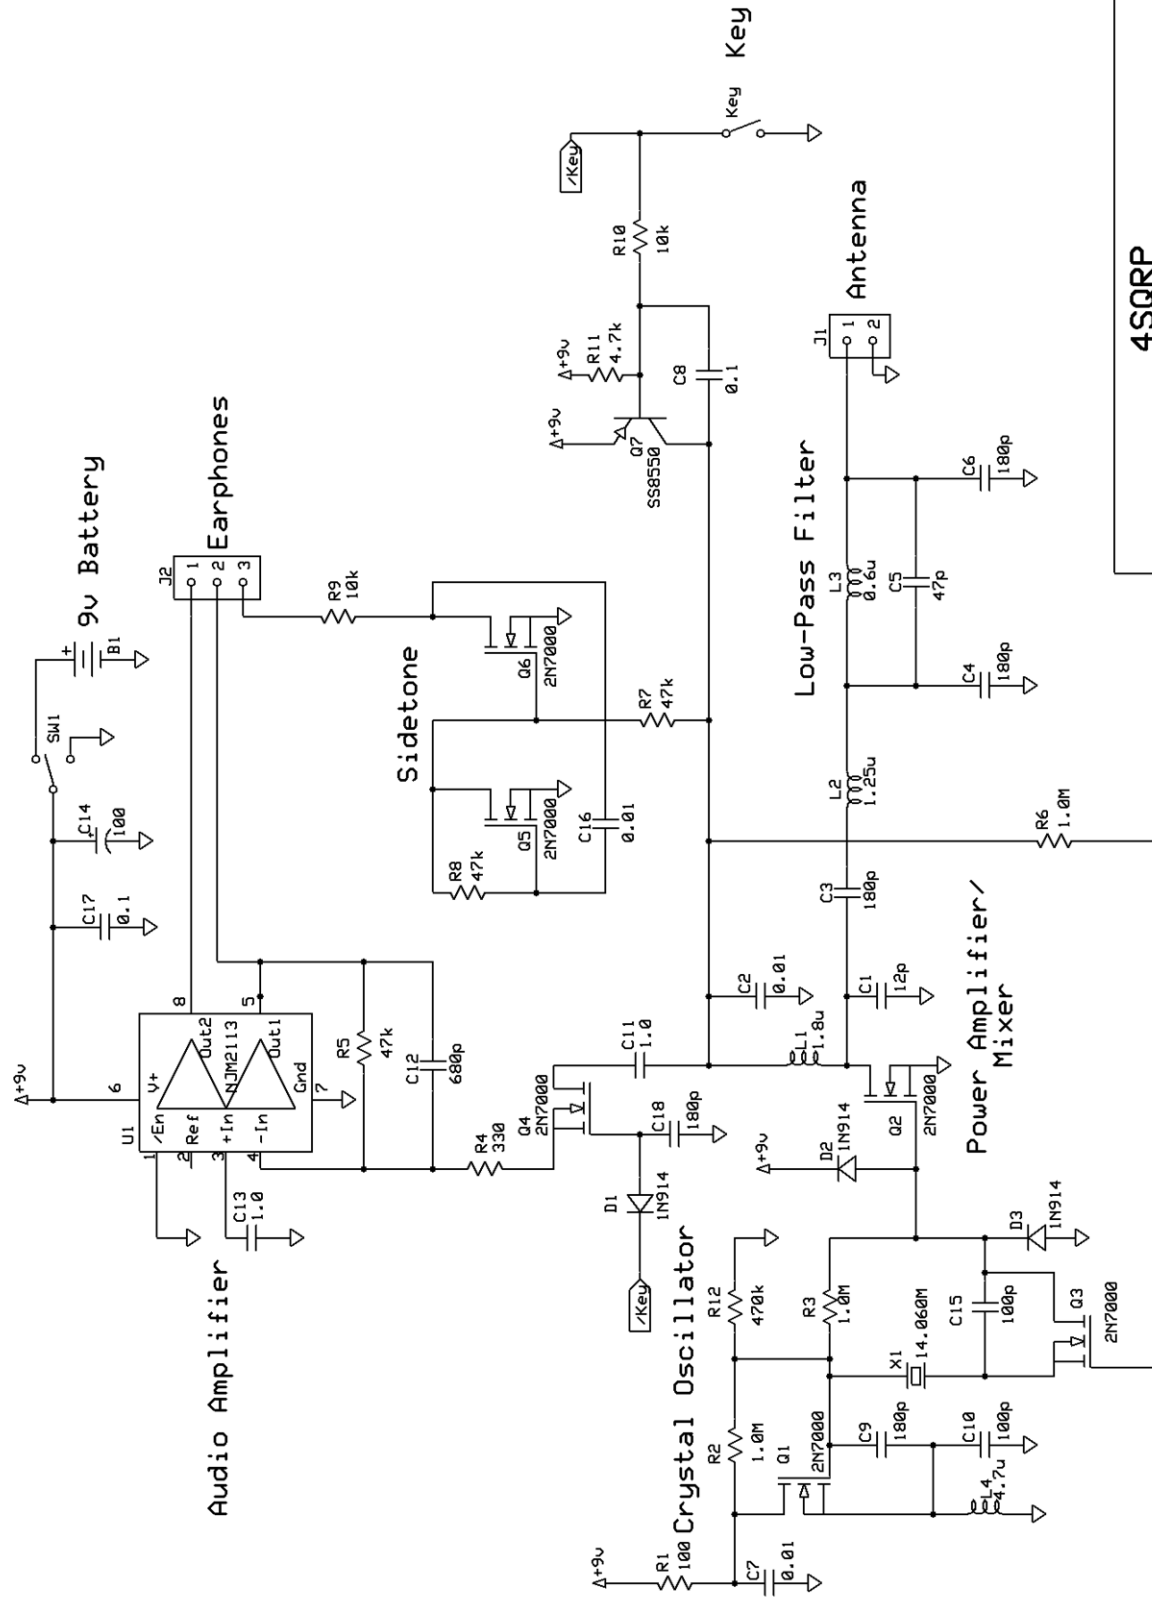 +9v
R1
100
C7
0.01
Crystal Oscillator
R2
1.0M
Q1
2N7000
C9
180p
C10
100p
L4
4.7u
R12
470k
R3
1.0M
X1
14.060M
C15
100p
Q3
2N7000
D3
1N914
+9v
D2
1N914
Q2
2N7000
Power Amplifier/
Mixer
Audio Amplifier
+9v
U1
/En
Ref
+In
-In
V+
NJM2113
Gnd
Out2
Out1
1
2
3
4
6
7
8
5
C13
1.0
R5
47k
C12
680p
R4
330
Q4
2N7000
C11
1.0
C18
180p
D1
1N914
/Key
C17
0.1
C14
+
100
SW1
+
B1
9v Battery
J2
1
2
3
Earphones
R9
10k
Sidetone
R8
47k
Q5
2N7000
Q6
2N7000
C16
0.01
R7
47k
C2
0.01
L1
1.8u
C1
12p
C3
180p
L2
1.25u
R6
1.0M
Low-Pass Filter
L3
0.6u
C5
47p
C4
180p
C6
180p
J1
1
2
Antenna
+9v
+9v
R11
4.7k
Q7
SS8550
C8
0.1
R10
10k
/Key
Key
Key
4SQRP